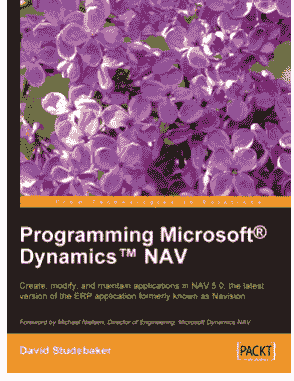 From Technologies to Solutions
Programming Microsoft®
Dynamics™ NAV
Create, modify, and maintain applications in NAV 5.0, the latest
version of the ERP application formerly known as Navision
Foreword by Michael Nielsen, Director of Engineering, Microsoft Dynamics NAV
David Studebaker
PACKT